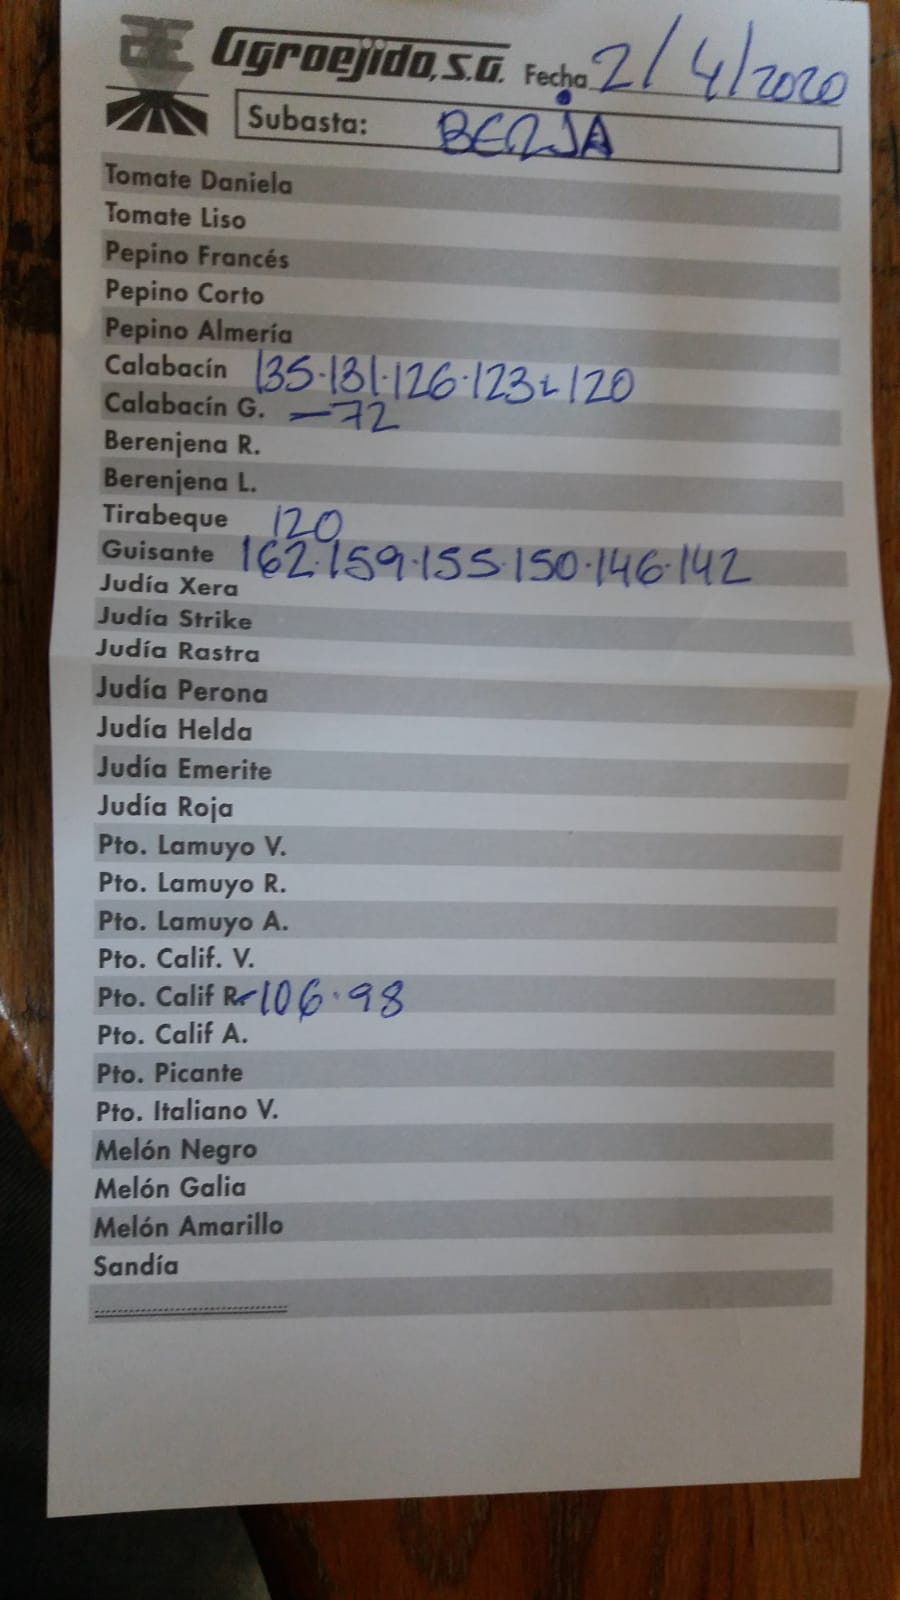 Agroejido, S.A. Fecha 2/4/2020
Subasta: BERJA
Tomate Daniela
Tomate Liso
Pepino Francés
Pepino Corto
Pepino Almería
Calabacín 135·131·126·123·120
Calabacín G. —72
Berenjena R.
Berenjena L.
Tirabeque 120
Guisante 162·159·155·150·146·142
Judía Xera
Judía Strike
Judía Rastra
Judía Perona
Judía Helda
Judía Emerite
Judía Roja
Pto. Lamuyo V.
Pto. Lamuyo R.
Pto. Lamuyo A.
Pto. Calif. V.
Pto. Calif R. 106·98
Pto. Calif A.
Pto. Picante
Pto. Italiano V.
Melón Negro
Melón Galia
Melón Amarillo
Sandía